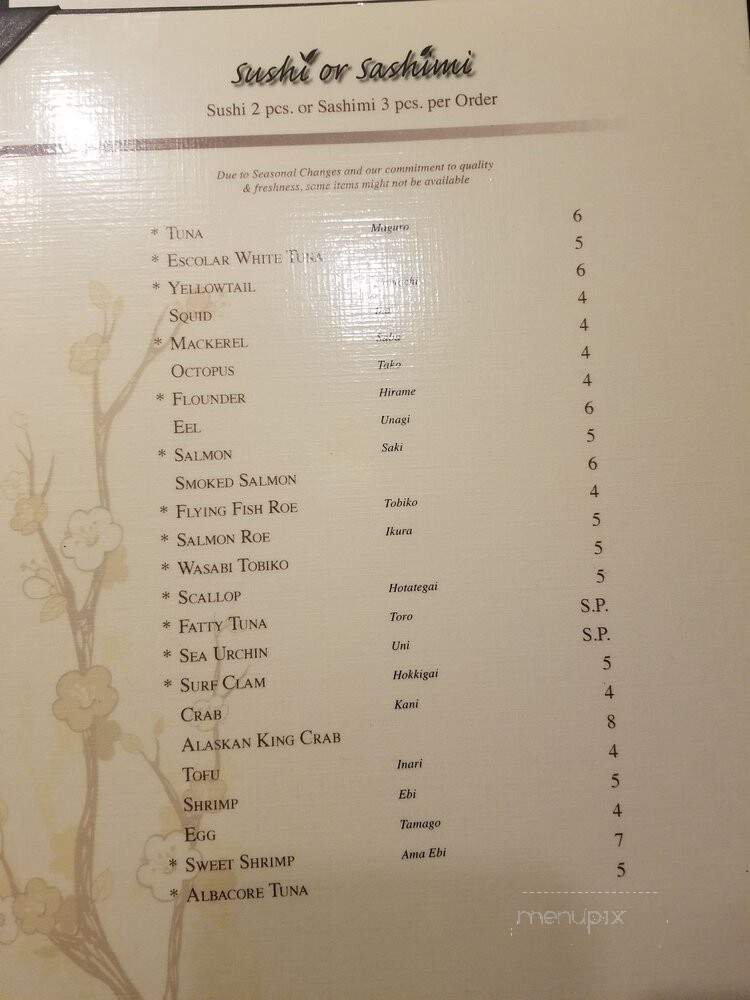 sushi or sashimi
Sushi 2 pcs. or Sashimi 3 pcs. per Order
Due to Seasonal Changes and our commitment to quality
& freshness, some items might not be available
* Tuna Maguro 6
* Escolar White Tuna 5
* Yellowtail 6
Squid 4
* Mackerel Saba 4
Octopus Tako 4
* Flounder Hirame 4
Eel Unagi 6
* Salmon Saki 5
Smoked Salmon 6
* Flying Fish Roe Tobiko 4
* Salmon Roe Ikura 5
* Wasabi Tobiko 5
* Scallop Hotategai 5
* Fatty Tuna Toro S.P.
* Sea Urchin Uni S.P.
* Surf Clam Hokkigai 5
Crab Kani 4
Alaskan King Crab 8
Tofu Inari 4
Shrimp Ebi 5
Egg Tamago 4
* Sweet Shrimp Ama Ebi 7
* Albacore Tuna 5
menupix